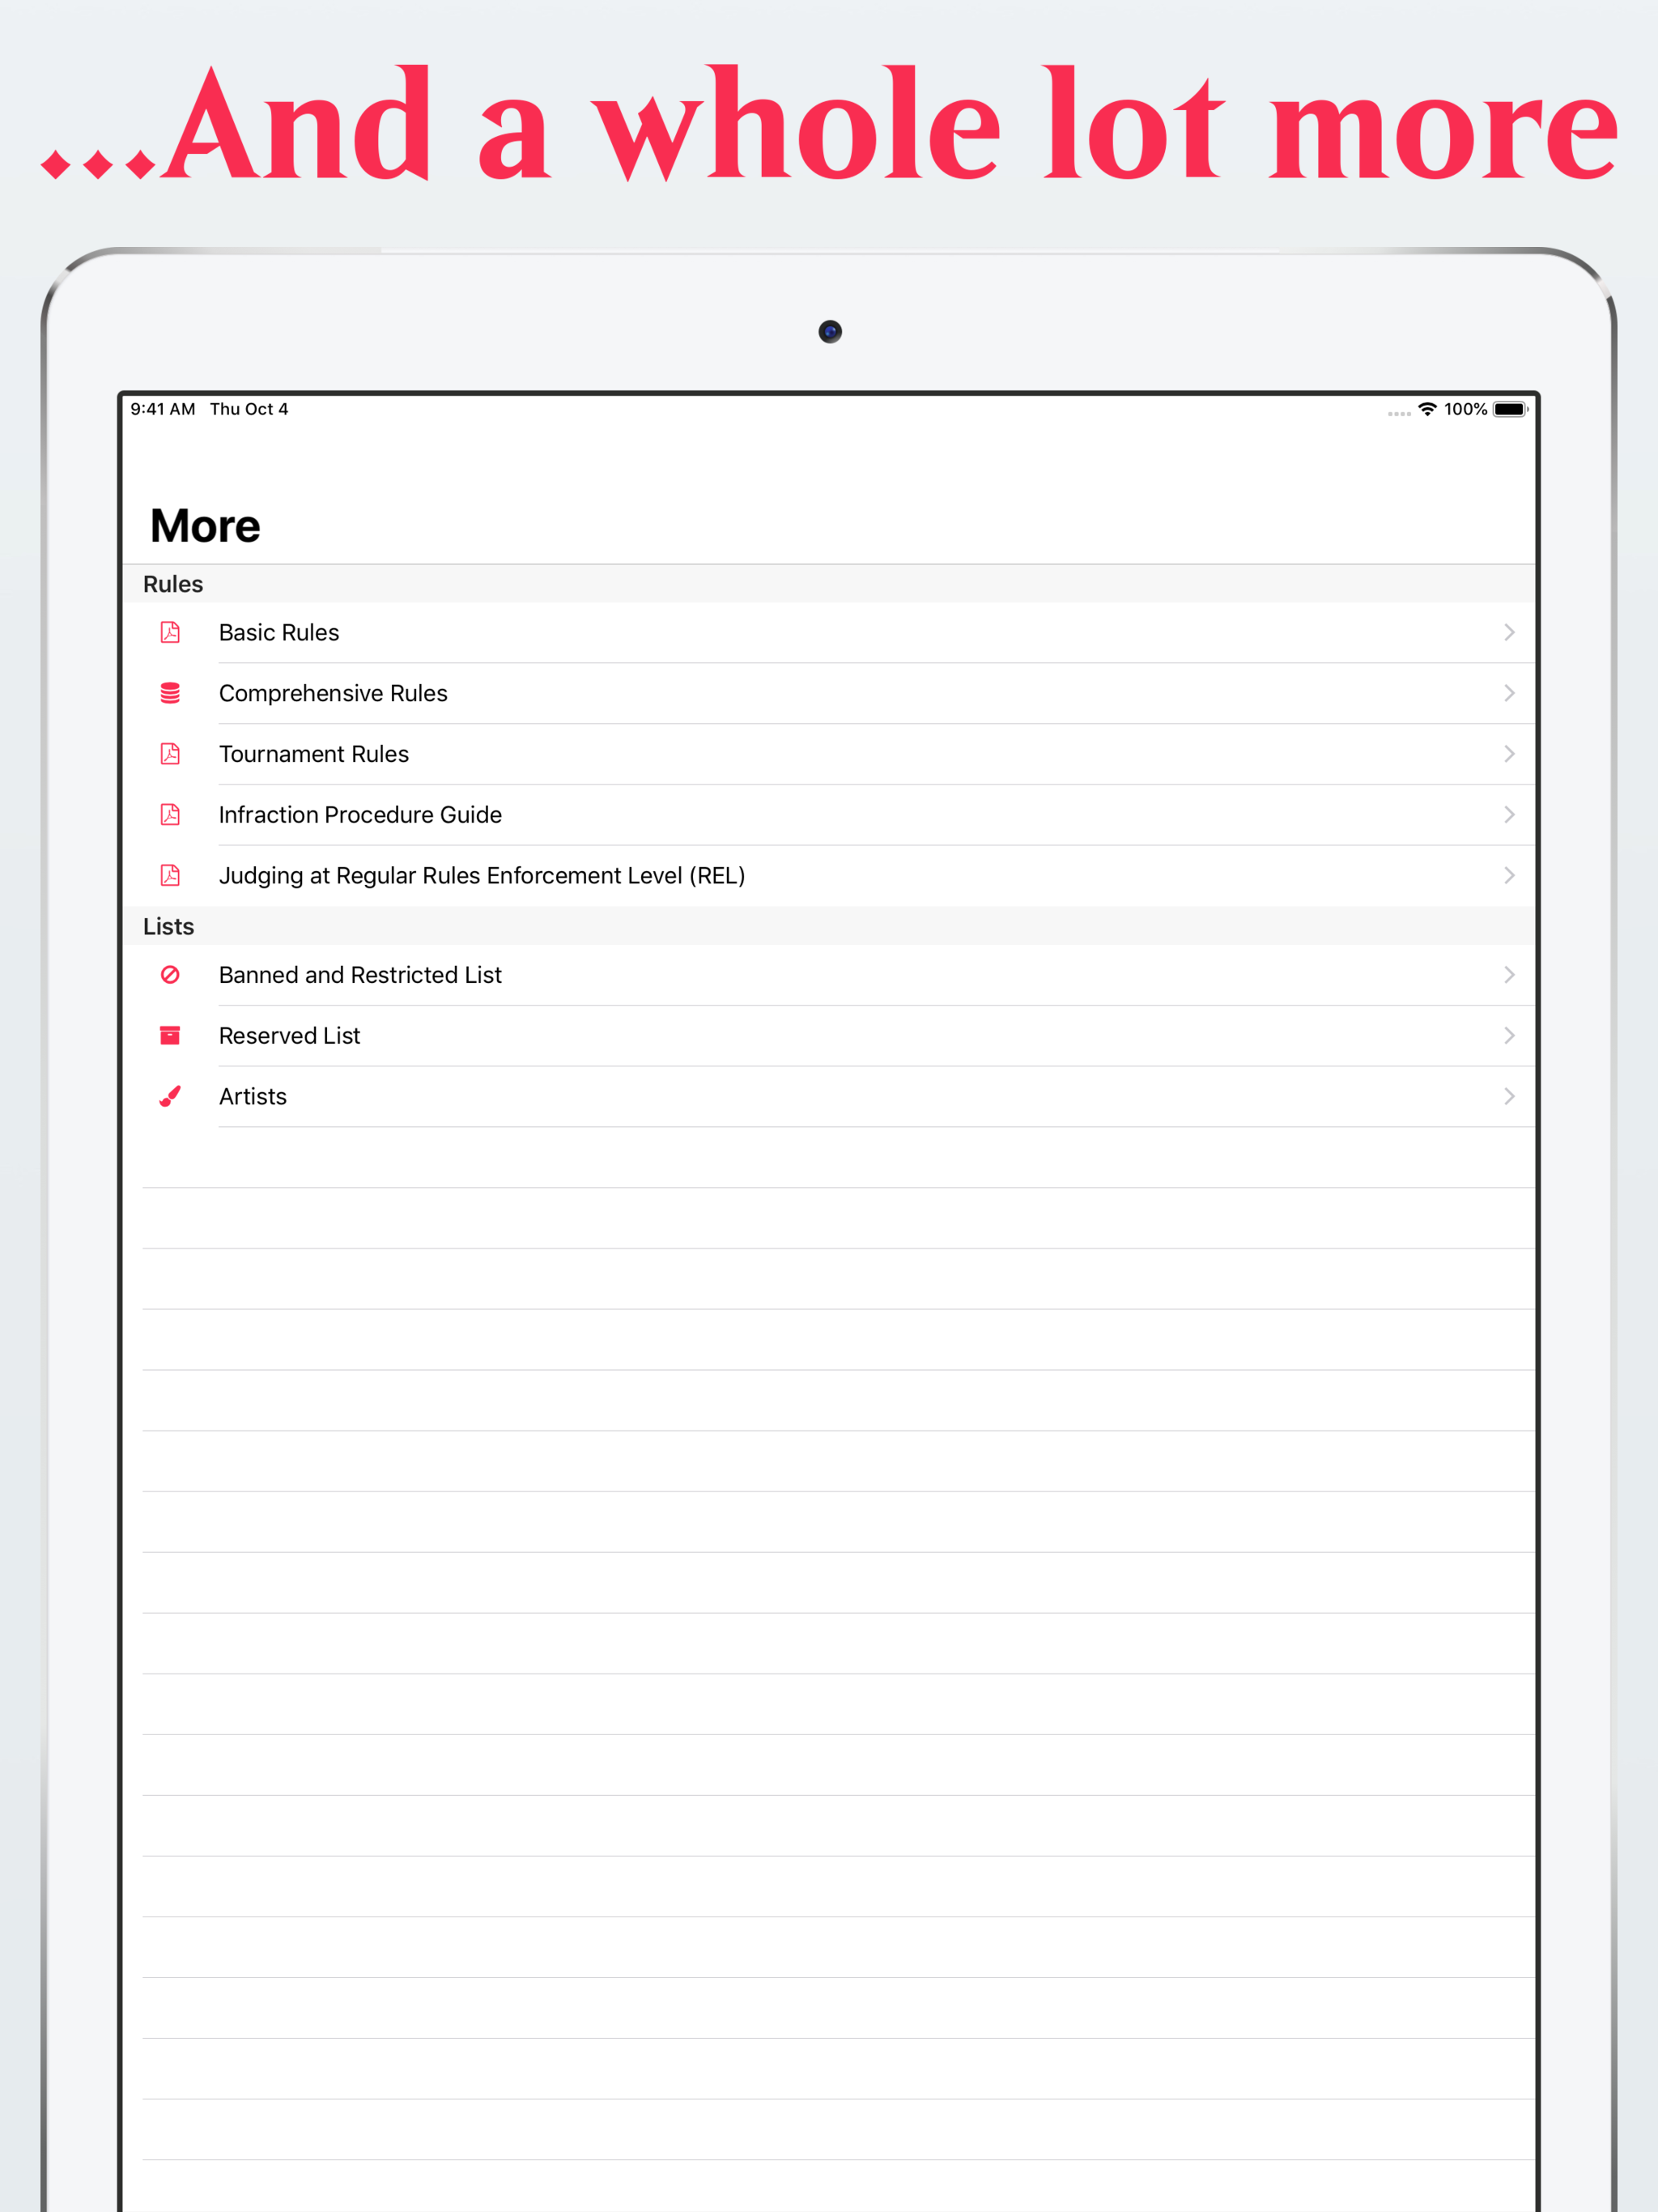 ...And a whole lot more
9:41 AM Thu Oct 4
100%
More
Rules
Basic Rules
Comprehensive Rules
Tournament Rules
Infraction Procedure Guide
Judging at Regular Rules Enforcement Level (REL)
Lists
Banned and Restricted List
Reserved List
Artists